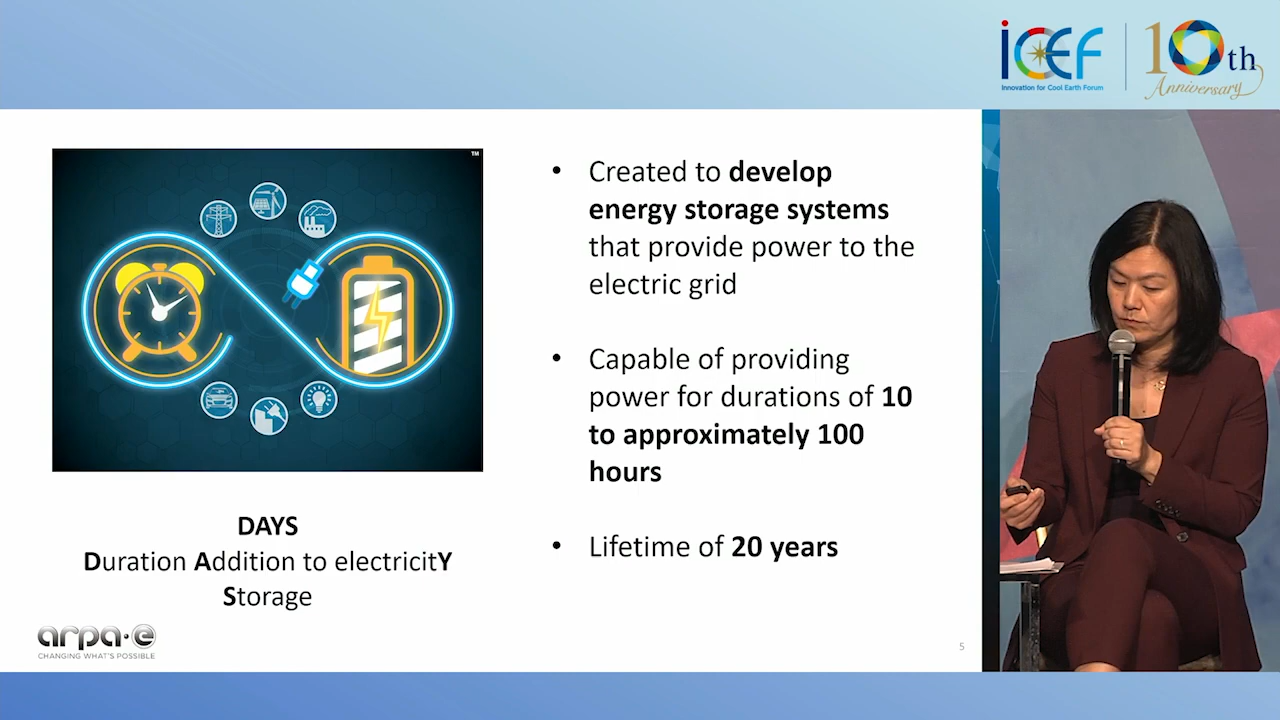 icef
Innovation for Cool Earth Forum
10th
Anniversary
TM
• Created to develop
energy storage systems
that provide power to the
electric grid
• Capable of providing
power for durations of 10
to approximately 100
hours
• Lifetime of 20 years
DAYS
Duration Addition to electricitY
Storage
arpa·e
CHANGING WHAT'S POSSIBLE
5